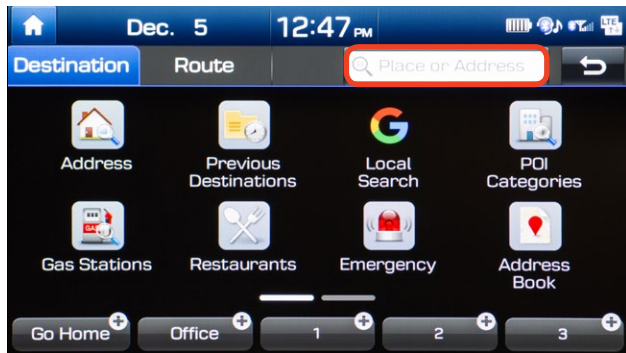 Dec. 5 12:47 PM LTE
Destination Route Place or Address
G
Address Previous Destinations Local Search POI Categories
GAS
Gas Stations Restaurants Emergency Address Book
Go Home Office 1 2 3